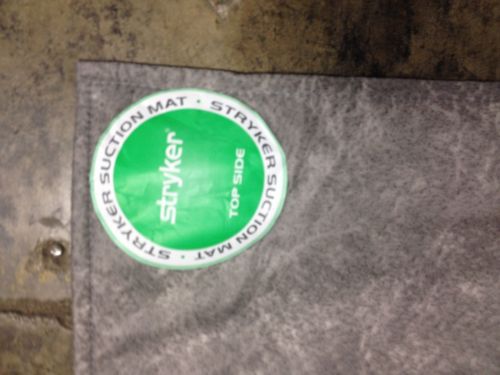 STRYKER SUCTION MAT • STRYKER SUCTION MAT •
stryker®
TOP SIDE